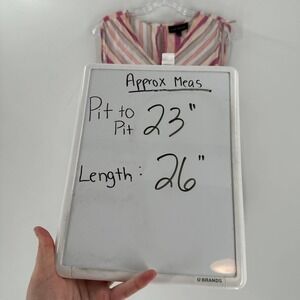 Approx Meas
Pit to Pit 23"
Length: 26"
U BRANDS